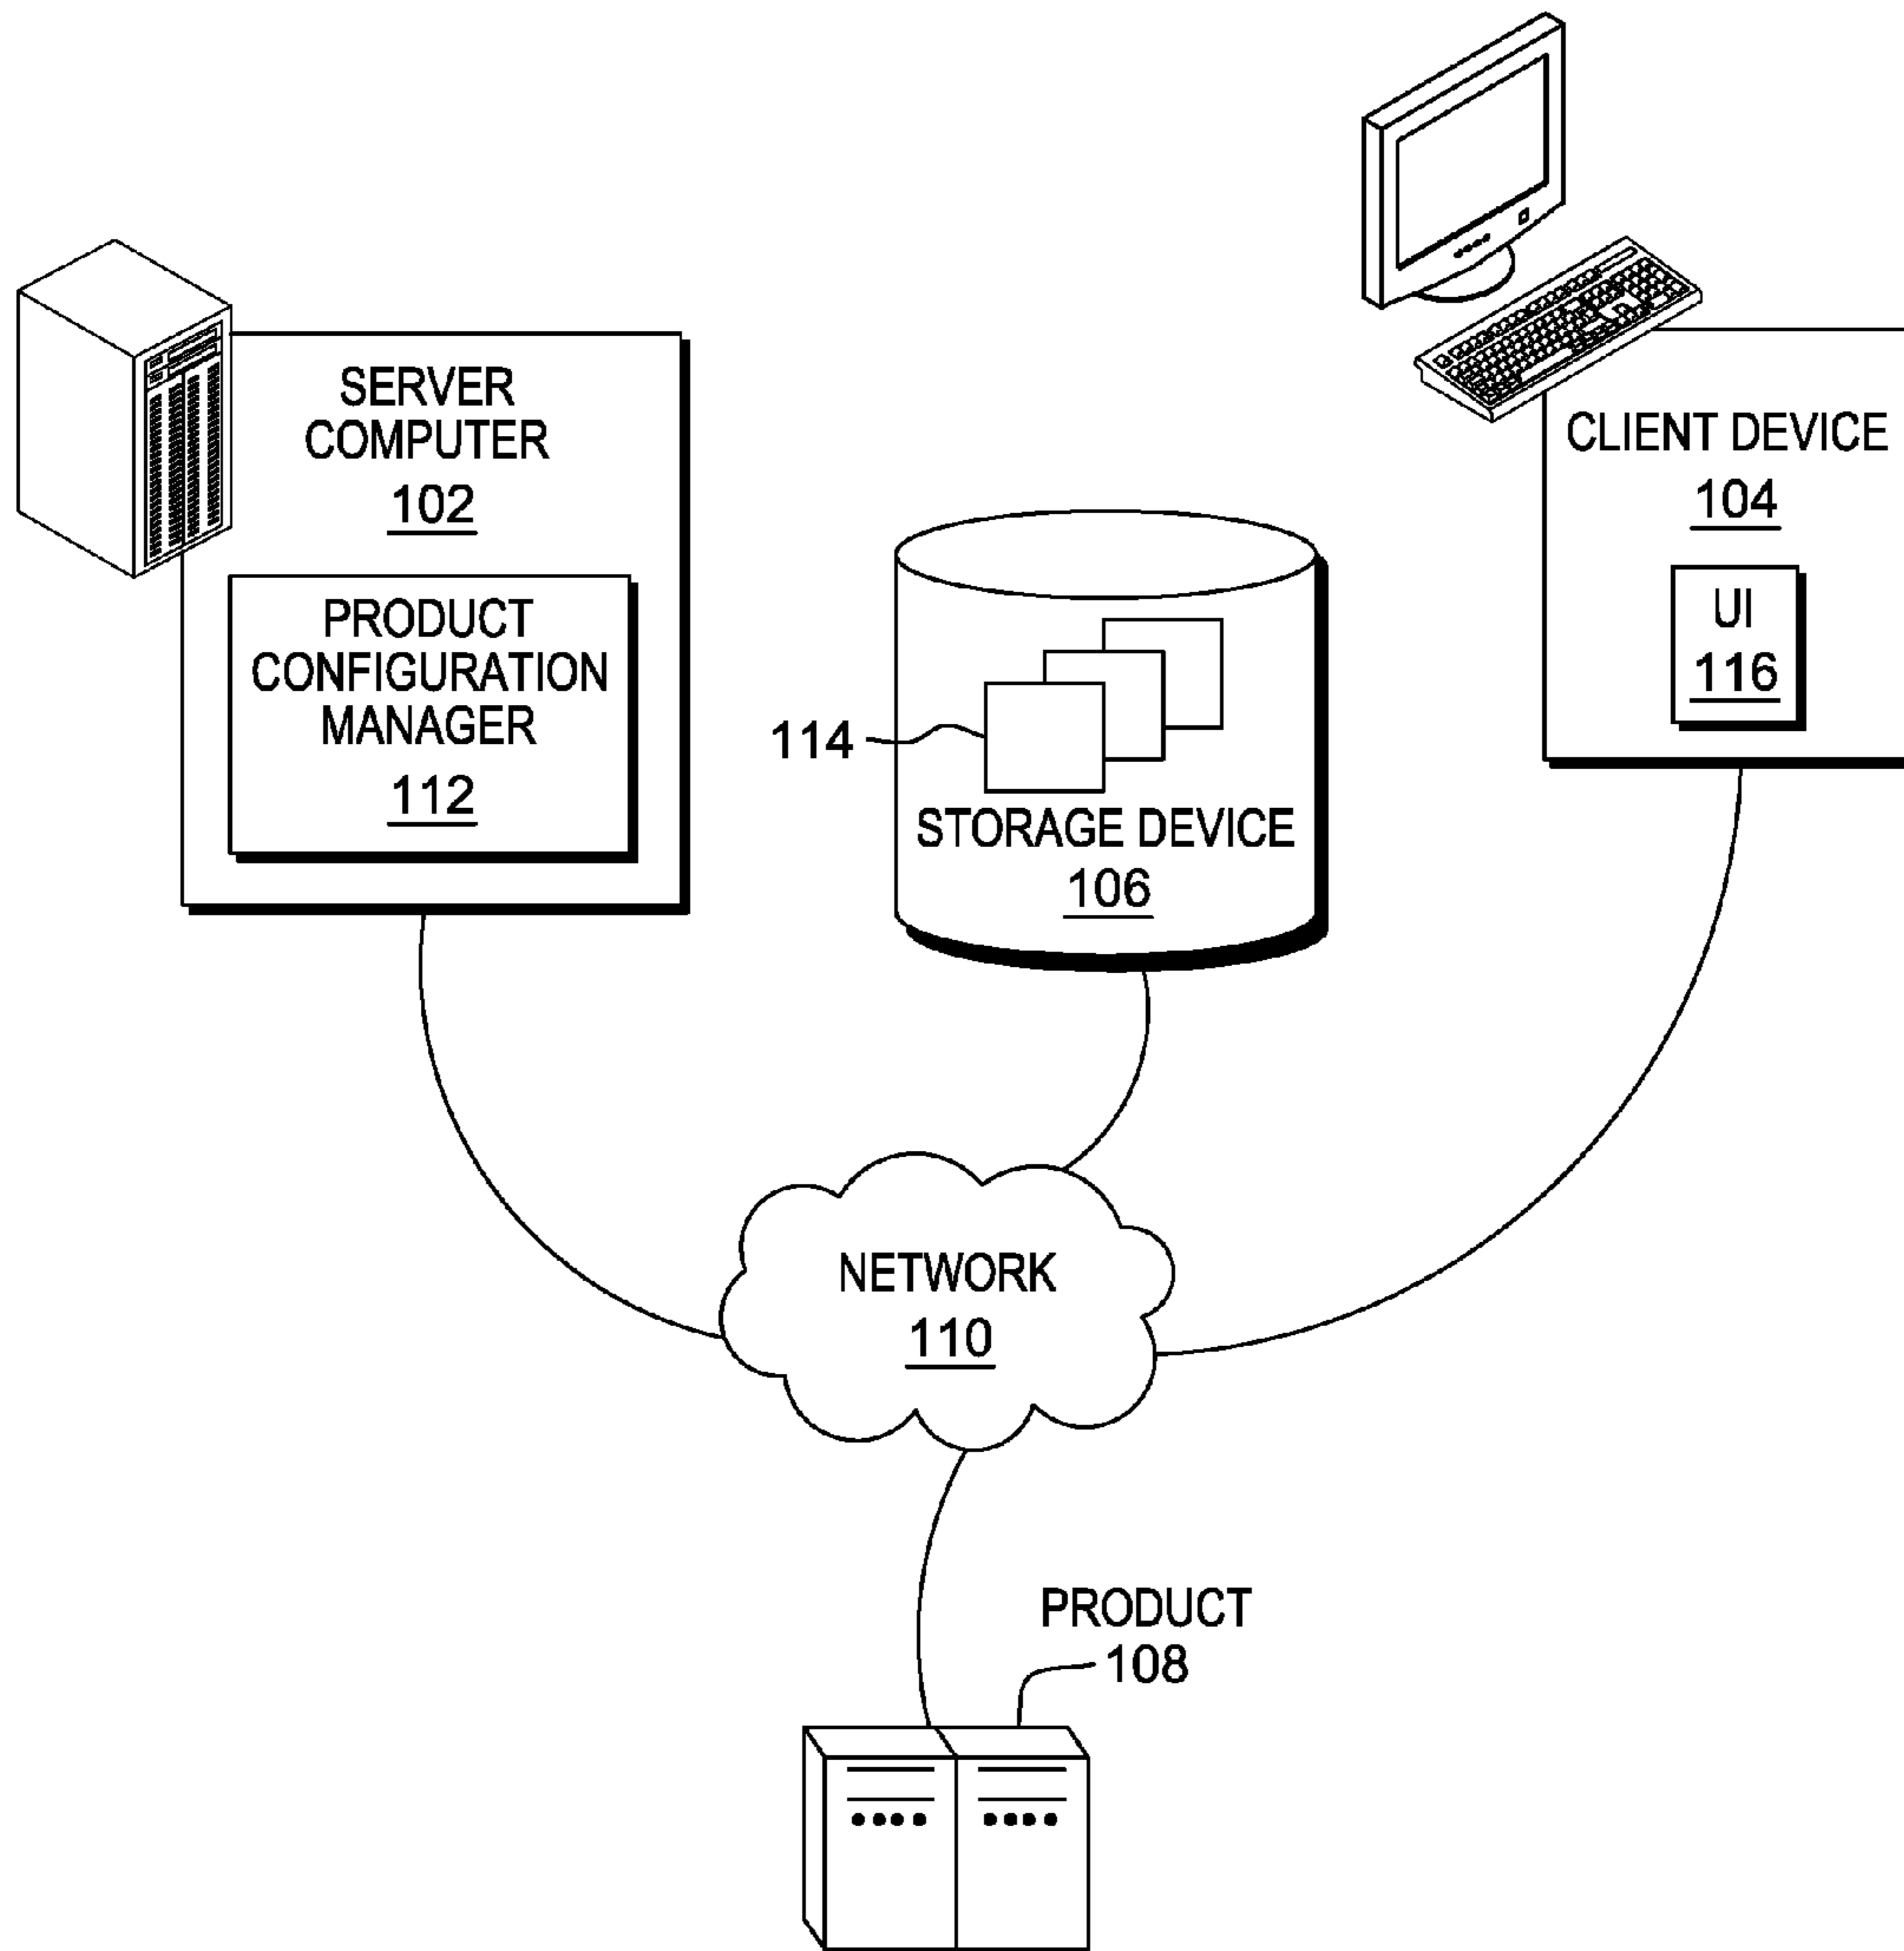 SERVER
COMPUTER
102
PRODUCT
CONFIGURATION
MANAGER
112
114
STORAGE DEVICE
106
CLIENT DEVICE
104
UI
116
NETWORK
110
PRODUCT
108